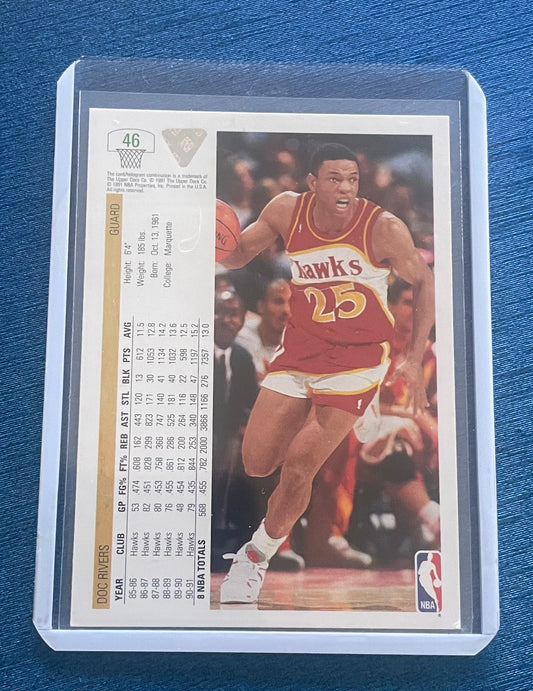 46
The card/hologram combination is a trademark of
The Upper Deck Co. © 1991 The Upper Deck Co.
© 1991 NBA Properties, Inc. Printed in the U.S.A.
All rights reserved.
DOC RIVERS GUARD
Height: 6'4"
Weight: 185 lbs.
Born: Oct. 13, 1961
College: Marquette
YEAR CLUB GP FG% FT% REB AST STL BLK PTS AVG
85-86 Hawks 53 .474 .608 162 443 120 13 612 11.5
86-87 Hawks 82 .451 .828 299 823 171 30 1053 12.8
87-88 Hawks 80 .453 .758 366 747 140 41 1134 14.2
88-89 Hawks 76 .455 .861 286 525 181 40 1032 13.6
89-90 Hawks 48 .454 .812 200 264 116 22 598 12.5
90-91 Hawks 79 .435 .844 253 340 148 47 1197 15.2
8 NBA TOTALS 568 .455 .782 2000 3866 1166 276 7357 13.0
Hawks
25
NBA